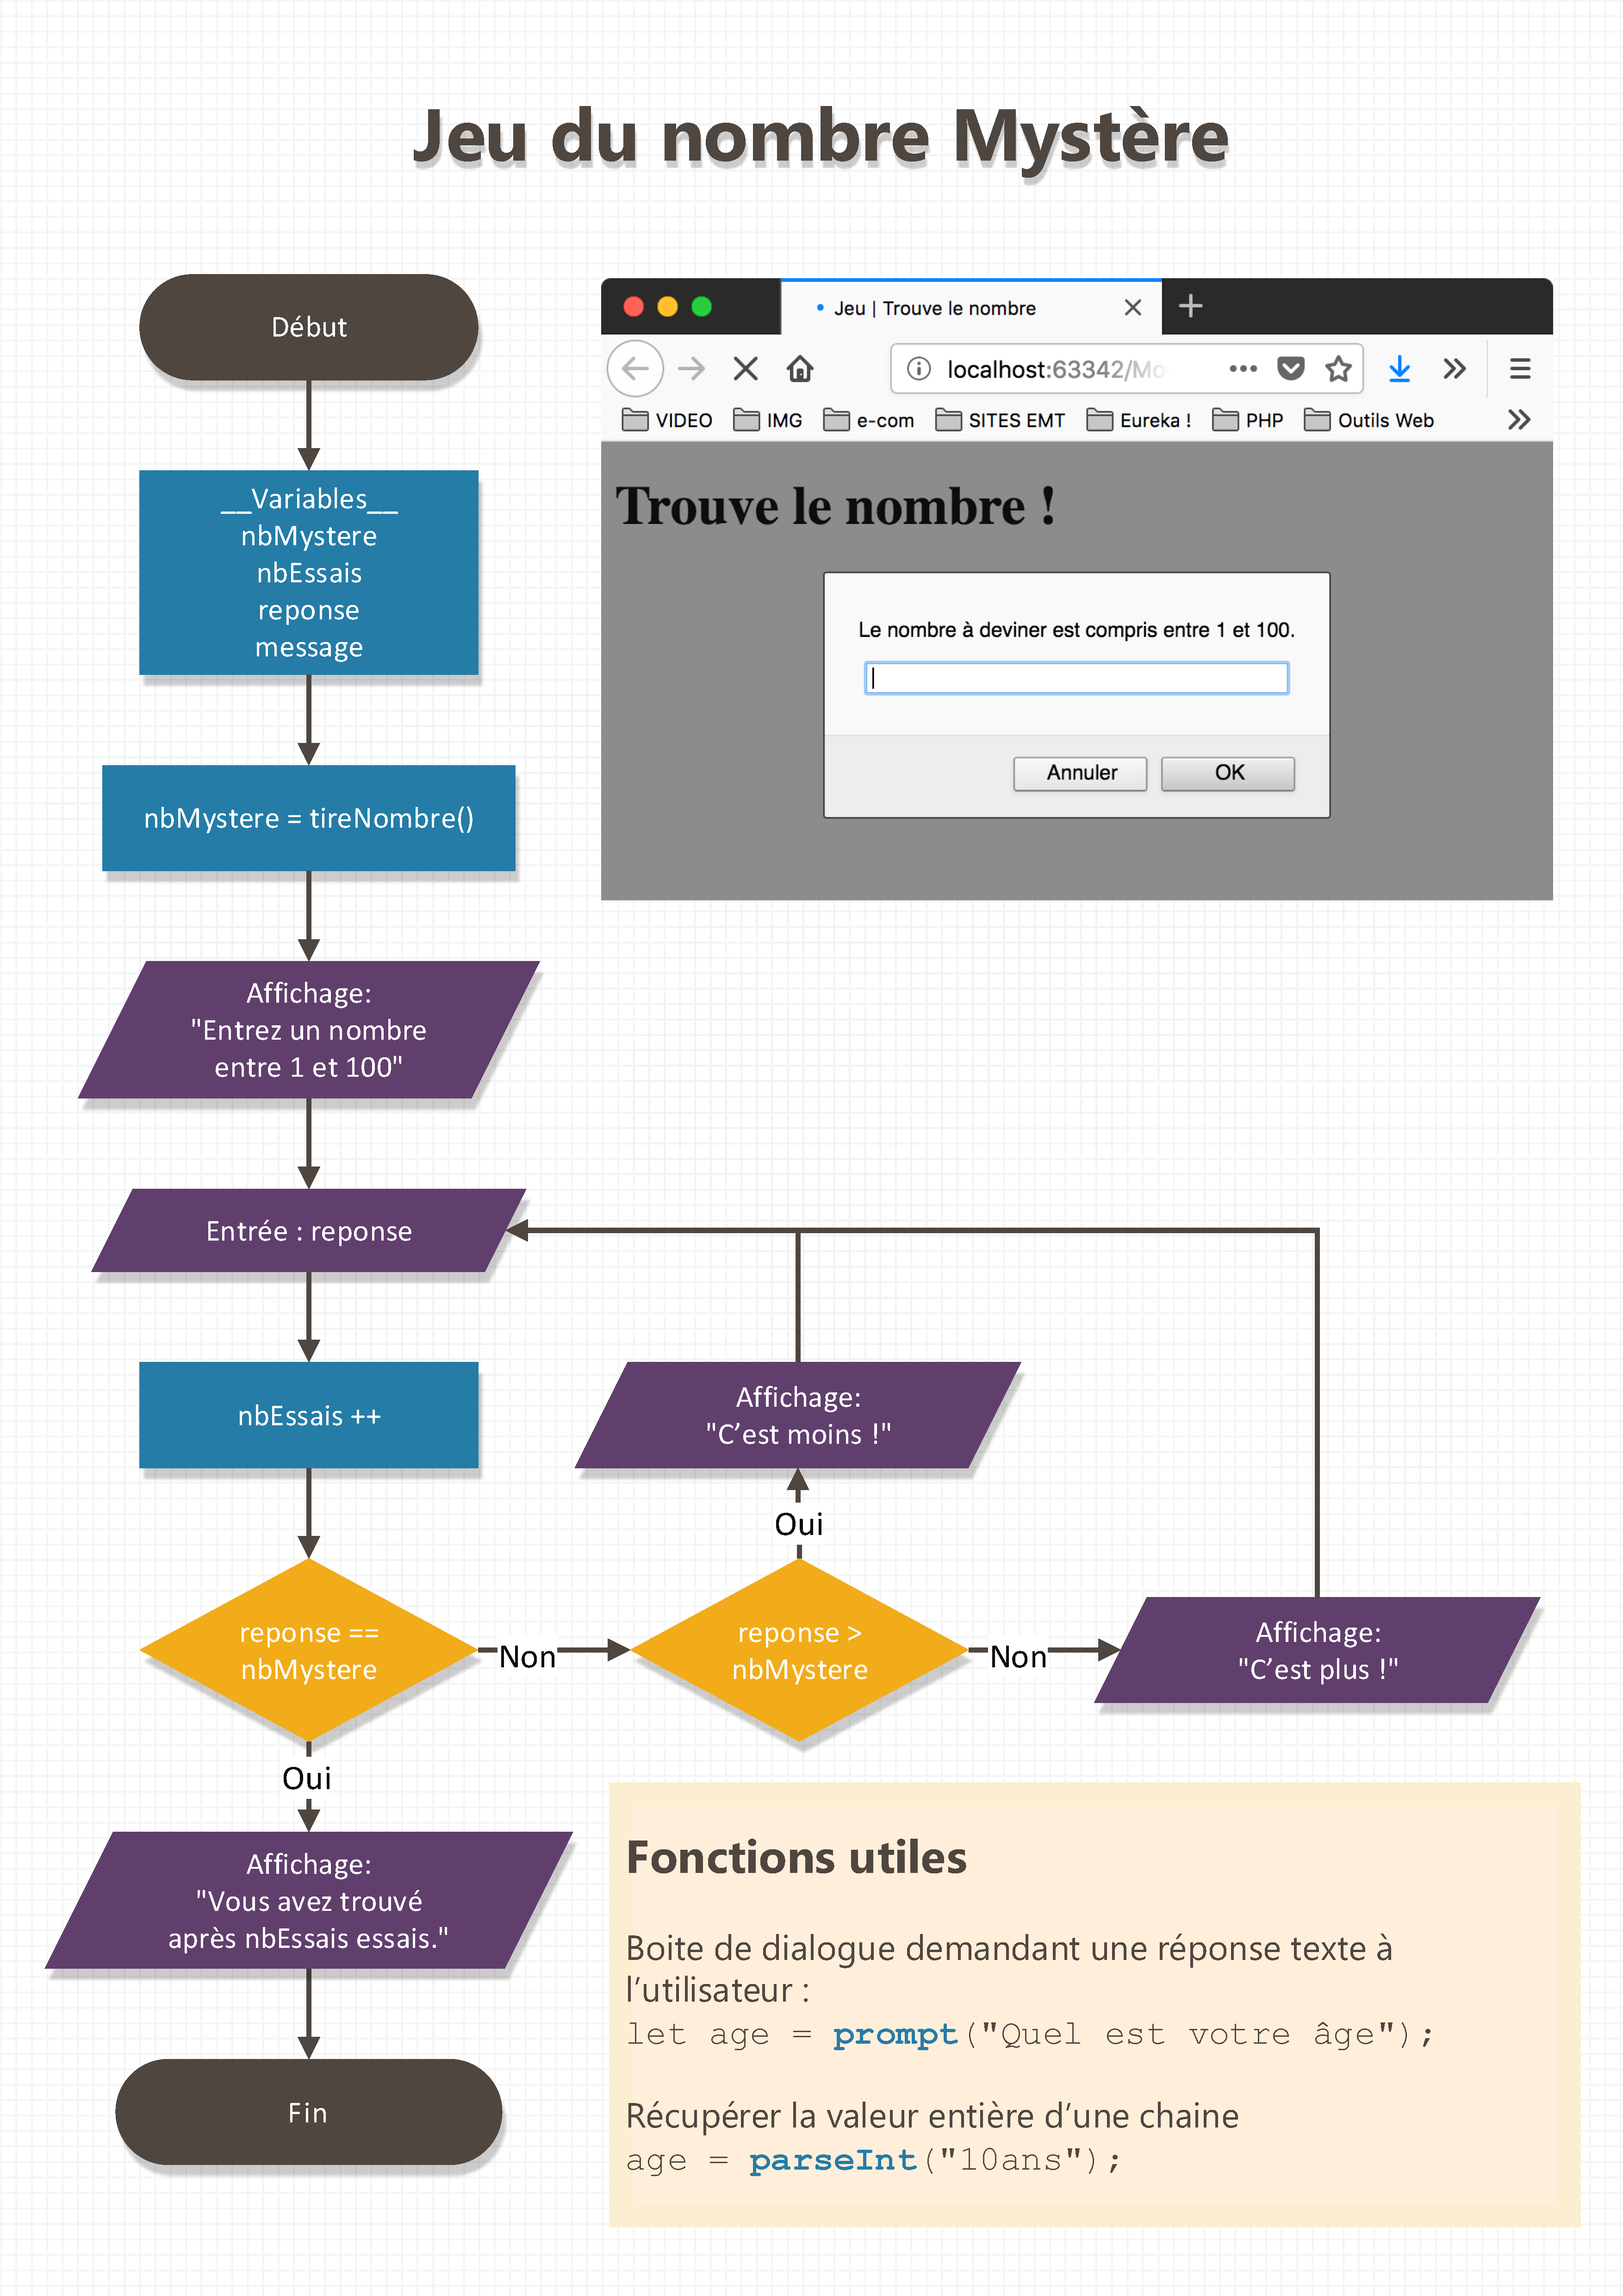 Jeu du nombre Mystère
Début
__Variables__
nbMystere
nbEssais
reponse
message
nbMystere = tireNombre()
Affichage:
"Entrez un nombre
entre 1 et 100"
Entrée : reponse
nbEssais ++
reponse ==
nbMystere
Non
Oui
reponse >
nbMystere
Oui
Non
Affichage:
"C’est moins !"
Affichage:
"C’est plus !"
Affichage:
"Vous avez trouvé
après nbEssais essais."
Fin
Jeu | Trouve le nombre
localhost:63342/Mo
VIDEO IMG e-com SITES EMT Eureka ! PHP Outils Web
Trouve le nombre !
Le nombre à deviner est compris entre 1 et 100.
Annuler OK
Fonctions utiles
Boite de dialogue demandant une réponse texte à
l’utilisateur :
let age = prompt("Quel est votre âge");
Récupérer la valeur entière d’une chaine
age = parseInt("10ans");